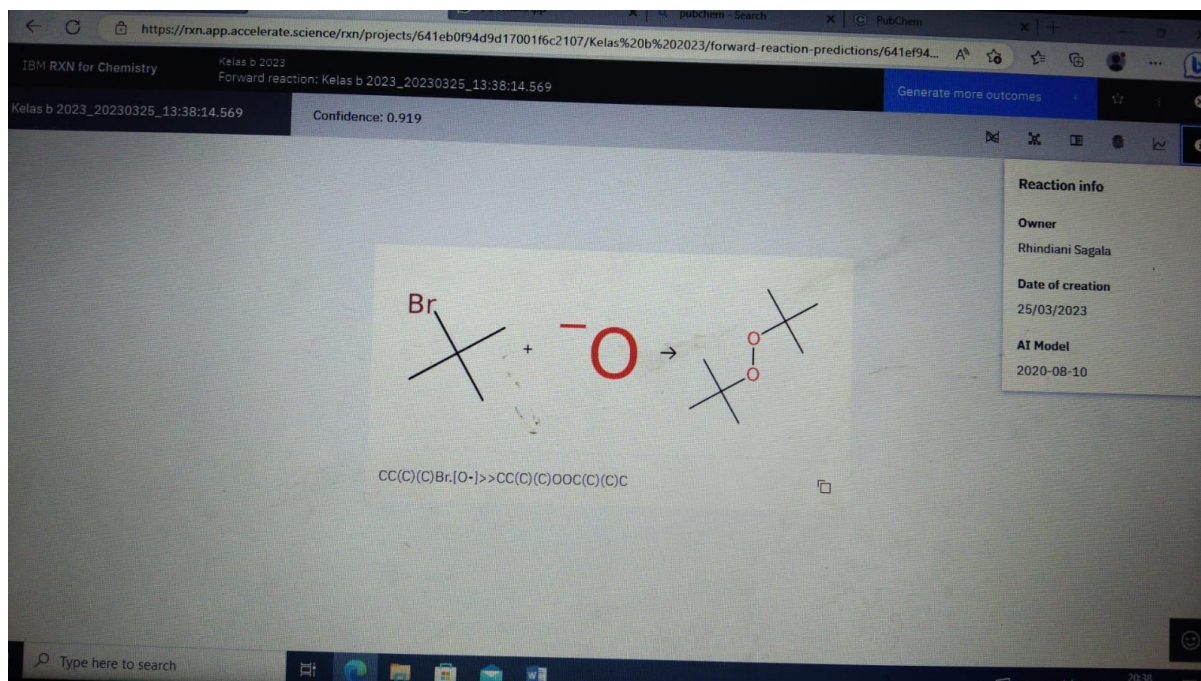 pubchem - Search
PubChem
https://rxn.app.accelerate.science/rxn/projects/641eb0f94d9d17001f6c2107/Kelas%20b%202023/forward-reaction-predictions/641ef94...
IBM RXN for Chemistry
Kelas b 2023
Forward reaction: Kelas b 2023_20230325_13:38:14.569
Generate more outcomes
Kelas b 2023_20230325_13:38:14.569
Confidence: 0.919
Reaction info
Owner
Rhindiani Sagala
Date of creation
25/03/2023
AI Model
2020-08-10
Br
+
−O
→
O
O
CC(C)(C)Br.[O-]>>CC(C)(C)OOC(C)(C)C
Type here to search
20:38